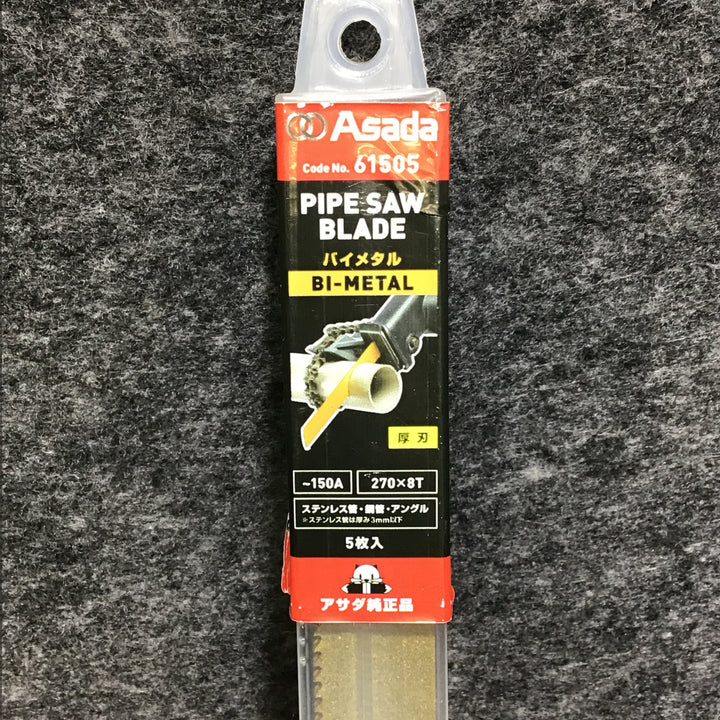 Asada
Code No. 61505
PIPE SAW
BLADE
バイメタル
BI-METAL
厚刃
~150A
270×8T
ステンレス管・鋼管・アングル
※ステンレス管は厚み3mm以下
5枚入
アサダ純正品